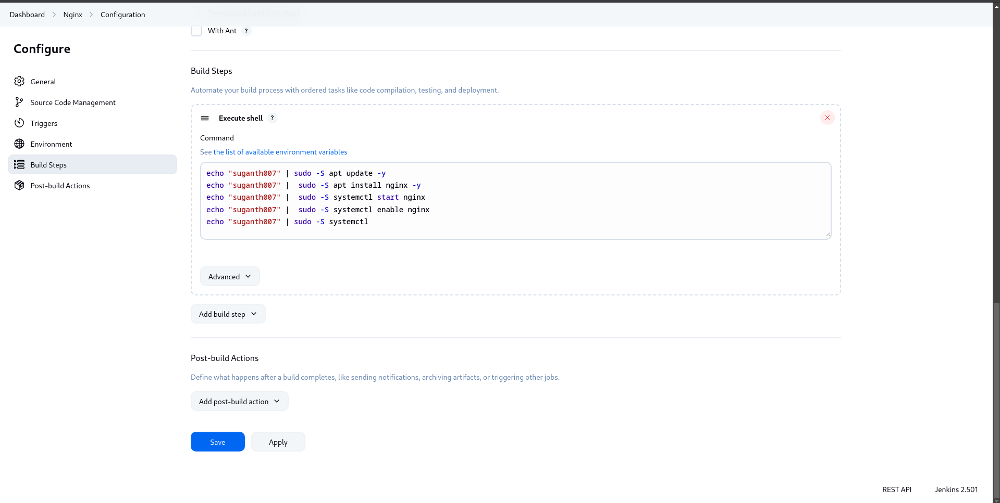 Dashboard > Nginx > Configuration
Terminate a build if it's stuck
With Ant ?
Configure
General
Source Code Management
Triggers
Environment
Build Steps
Post-build Actions
Build Steps
Automate your build process with ordered tasks like code compilation, testing, and deployment.
Execute shell ?
Command
See the list of available environment variables
echo "suganth007" | sudo -S apt update -y
echo "suganth007" |  sudo -S apt install nginx -y
echo "suganth007" |  sudo -S systemctl start nginx
echo "suganth007" |  sudo -S systemctl enable nginx
echo "suganth007" | sudo -S systemctl
Advanced
Add build step
Post-build Actions
Define what happens after a build completes, like sending notifications, archiving artifacts, or triggering other jobs.
Add post-build action
Save Apply
REST API Jenkins 2.501